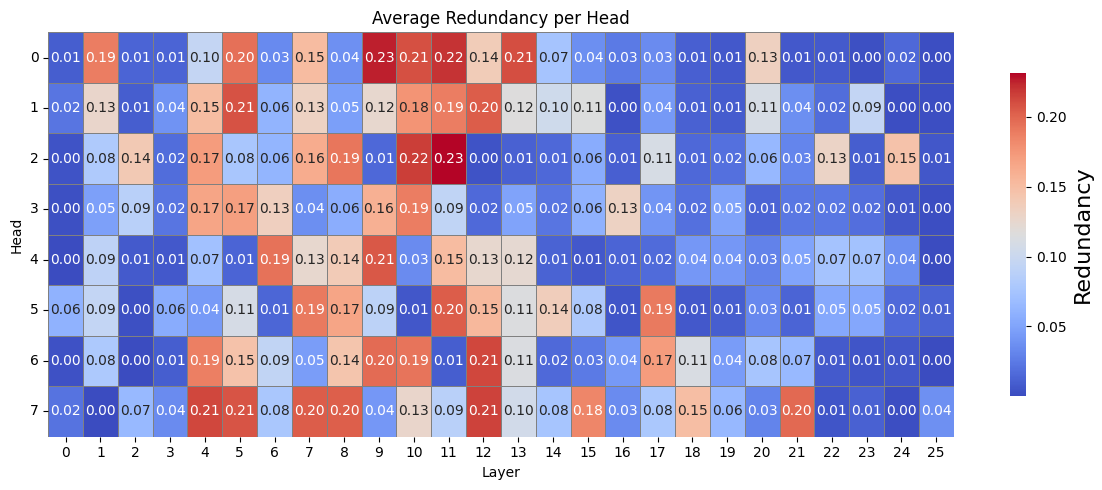 Average Redundancy per Head
0 0.01 0.19 0.01 0.01 0.10 0.20 0.03 0.15 0.04 0.23 0.21 0.22 0.14 0.21 0.07 0.04 0.03 0.03 0.01 0.01 0.13 0.01 0.01 0.00 0.02 0.00
1 0.02 0.13 0.01 0.04 0.15 0.21 0.06 0.13 0.05 0.12 0.18 0.19 0.20 0.12 0.10 0.11 0.00 0.04 0.01 0.01 0.11 0.04 0.02 0.09 0.00 0.00
2 0.00 0.08 0.14 0.02 0.17 0.08 0.06 0.16 0.19 0.01 0.22 0.23 0.00 0.01 0.01 0.06 0.01 0.11 0.01 0.02 0.06 0.03 0.13 0.01 0.15 0.01
3 0.00 0.05 0.09 0.02 0.17 0.17 0.13 0.04 0.06 0.16 0.19 0.09 0.02 0.05 0.02 0.06 0.13 0.04 0.02 0.05 0.01 0.02 0.02 0.02 0.01 0.00
4 0.00 0.09 0.01 0.01 0.07 0.01 0.19 0.13 0.14 0.21 0.03 0.15 0.13 0.12 0.01 0.01 0.01 0.02 0.04 0.04 0.03 0.05 0.07 0.07 0.04 0.00
5 0.06 0.09 0.00 0.06 0.04 0.11 0.01 0.19 0.17 0.09 0.01 0.20 0.15 0.11 0.14 0.08 0.01 0.19 0.01 0.01 0.03 0.01 0.05 0.05 0.02 0.01
6 0.00 0.08 0.00 0.01 0.19 0.15 0.09 0.05 0.14 0.20 0.19 0.01 0.21 0.11 0.02 0.03 0.04 0.17 0.11 0.04 0.08 0.07 0.01 0.01 0.01 0.00
7 0.02 0.00 0.07 0.04 0.21 0.21 0.08 0.20 0.20 0.04 0.13 0.09 0.21 0.10 0.08 0.18 0.03 0.08 0.15 0.06 0.03 0.20 0.01 0.01 0.00 0.04
Head
0 1 2 3 4 5 6 7 8 9 10 11 12 13 14 15 16 17 18 19 20 21 22 23 24 25
Layer
0.20
0.15
0.10
0.05
Redundancy